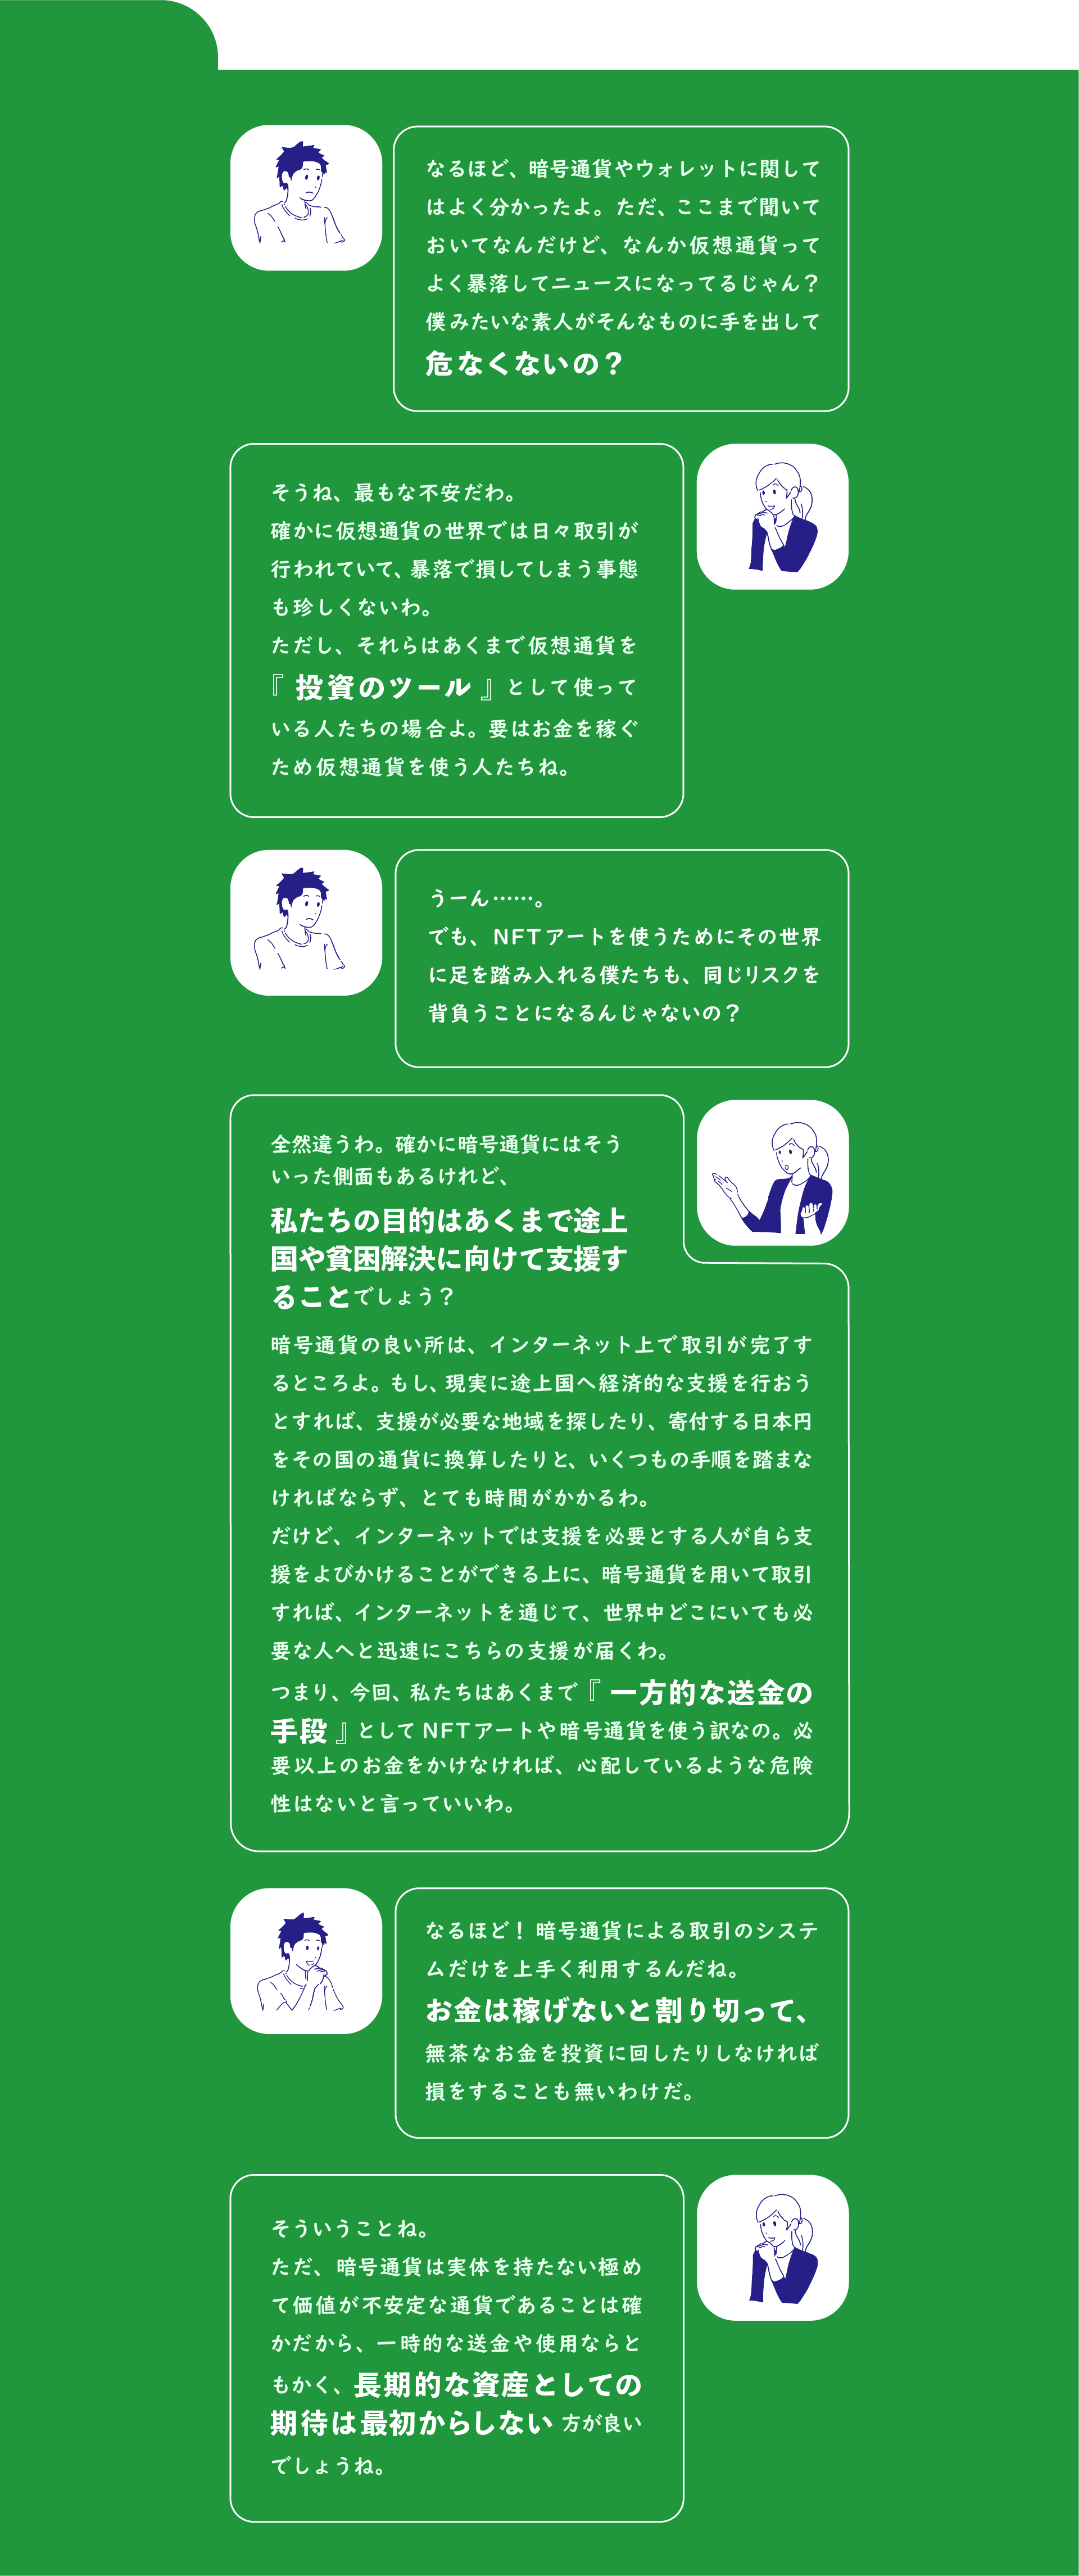 なるほど、暗号通貨やウォレットに関して
はよく分かったよ。ただ、ここまで聞いて
おいてなんだけど、なんか仮想通貨って
よく暴落してニュースになってるじゃん？
僕みたいな素人がそんなものに手を出して
危なくないの？
そうね、最もな不安だわ。
確かに仮想通貨の世界では日々取引が
行われていて、暴落で損してしまう事態
も珍しくないわ。
ただし、それらはあくまで仮想通貨を
『投資のツール』として使って
いる人たちの場合よ。要はお金を稼ぐ
ため仮想通貨を使う人たちね。
うーん……。
でも、NFTアートを使うためにその世界
に足を踏み入れる僕たちも、同じリスクを
背負うことになるんじゃないの？
全然違うわ。確かに暗号通貨にはそう
いった側面もあるけれど、
私たちの目的はあくまで途上
国や貧困解決に向けて支援す
ることでしょう？
暗号通貨の良い所は、インターネット上で取引が完了す
るところよ。もし、現実に途上国へ経済的な支援を行おう
とすれば、支援が必要な地域を探したり、寄付する日本円
をその国の通貨に換算したりと、いくつもの手順を踏まな
ければならず、とても時間がかかるわ。
だけど、インターネットでは支援を必要とする人が自ら支
援をよびかけることができる上に、暗号通貨を用いて取引
すれば、インターネットを通じて、世界中どこにいても必
要な人へと迅速にこちらの支援が届くわ。
つまり、今回、私たちはあくまで『一方的な送金の
手段』としてNFTアートや暗号通貨を使う訳なの。必
要以上のお金をかけなければ、心配しているような危険
性はないと言っていいわ。
なるほど！暗号通貨による取引のシステ
ムだけを上手く利用するんだね。
お金は稼げないと割り切って、
無茶なお金を投資に回したりしなければ
損をすることも無いわけだ。
そういうことね。
ただ、暗号通貨は実体を持たない極め
て価値が不安定な通貨であることは確
かだから、一時的な送金や使用ならと
もかく、長期的な資産としての
期待は最初からしない方が良い
でしょうね。